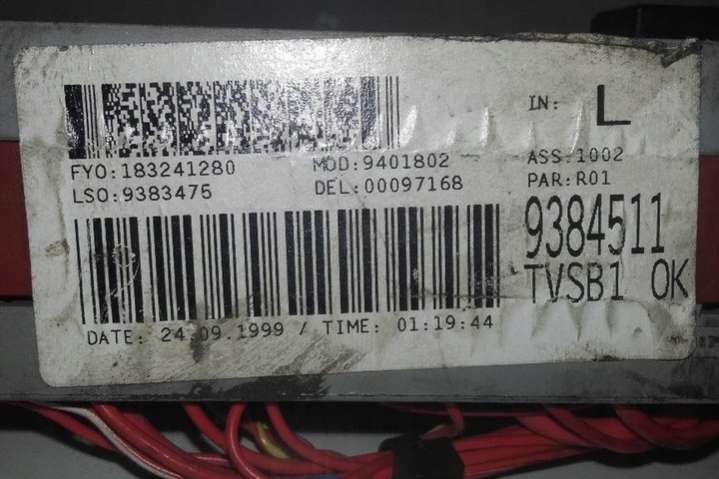 IN: L
FYO:183241280 MOD:9401802 ASS:1002
LSO:9383475 DEL:00097168 PAR:R01
9384511
TVSB1 OK
DATE: 24.09.1999 / TIME: 01:19:44